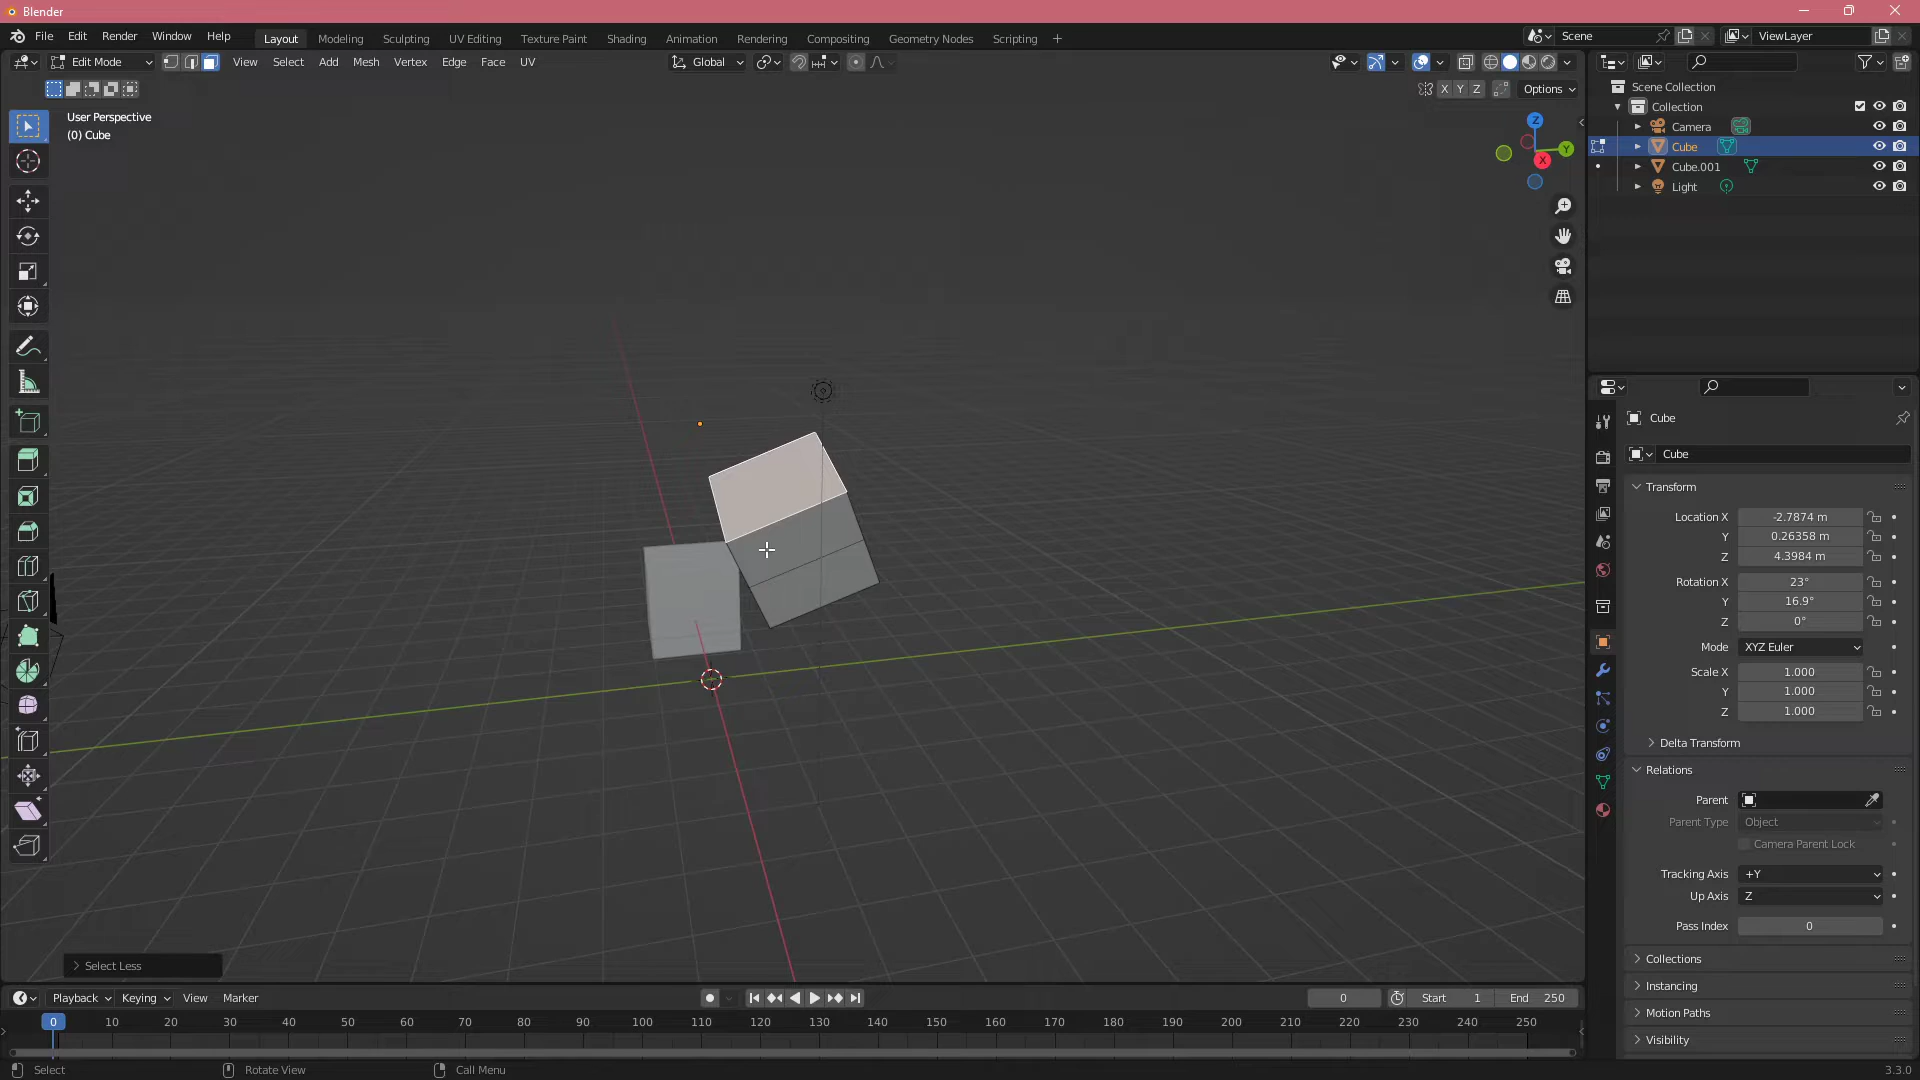 Blender
File Edit Render Window Help Layout Modeling Sculpting UV Editing Texture Paint Shading Animation Rendering Compositing Geometry Nodes Scripting + Scene ViewLayer
Edit Mode View Select Add Mesh Vertex Edge Face UV Global
X Y Z Options
User Perspective
(0) Cube
Z
Y
X
Scene Collection
Collection
Camera
Cube
Cube.001
Light
Cube
Cube
Transform
Location X -2.7874 m
Y 0.26358 m
Z 4.3984 m
Rotation X 23°
Y 16.9°
Z 0°
Mode XYZ Euler
Scale X 1.000
Y 1.000
Z 1.000
Delta Transform
Relations
Parent
Parent Type Object
Camera Parent Lock
Tracking Axis +Y
Up Axis Z
Pass Index 0
Collections
Instancing
Motion Paths
Visibility
Select Less
Playback Keying View Marker 0 Start 1 End 250
0 10 20 30 40 50 60 70 80 90 100 110 120 130 140 150 160 170 180 190 200 210 220 230 240 250
Select Rotate View Call Menu 3.3.0